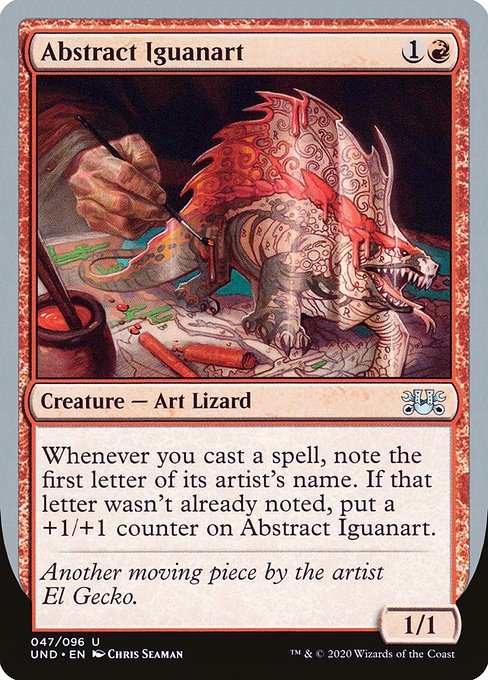 Abstract Iguanart 1
Creature — Art Lizard
Whenever you cast a spell, note the
first letter of its artist's name. If that
letter wasn't already noted, put a
+1/+1 counter on Abstract Iguanart.
Another moving piece by the artist
El Gecko.
1/1
047/096 U
UND • EN Chris Seaman
™ & © 2020 Wizards of the Coast